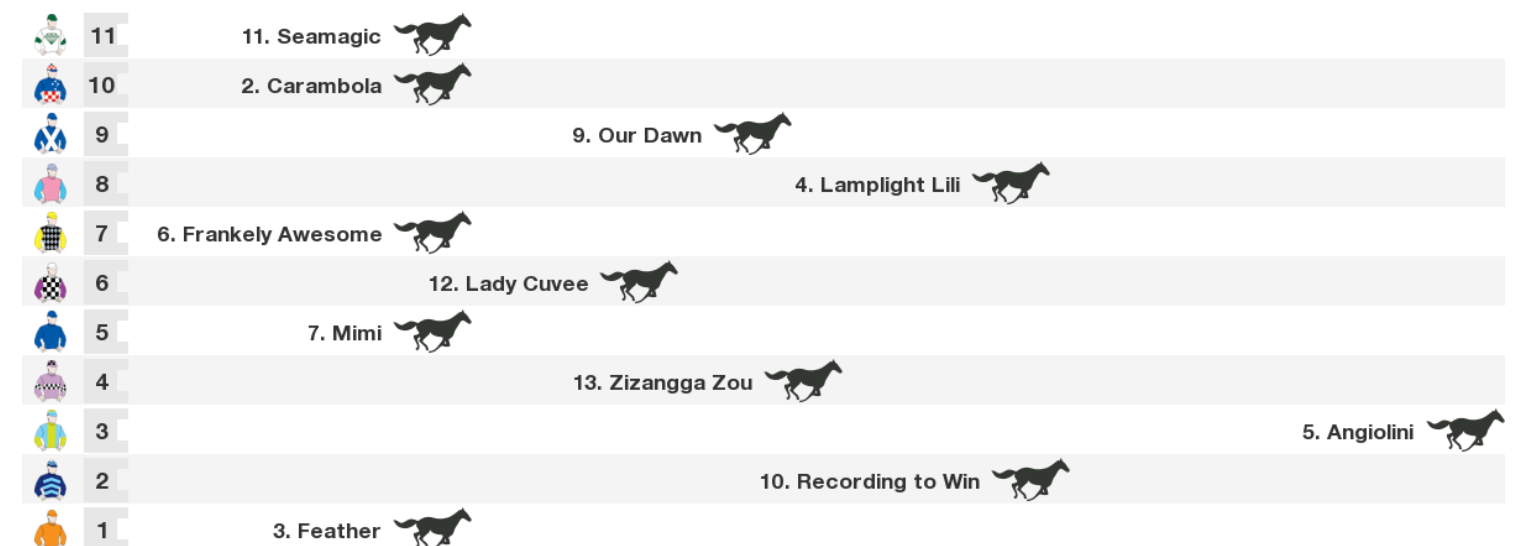 11 11. Seamagic
10 2. Carambola
9 9. Our Dawn
8 4. Lamplight Lili
7 6. Frankely Awesome
6 12. Lady Cuvee
5 7. Mimi
4 13. Zizangga Zou
3 5. Angiolini
2 10. Recording to Win
1 3. Feather